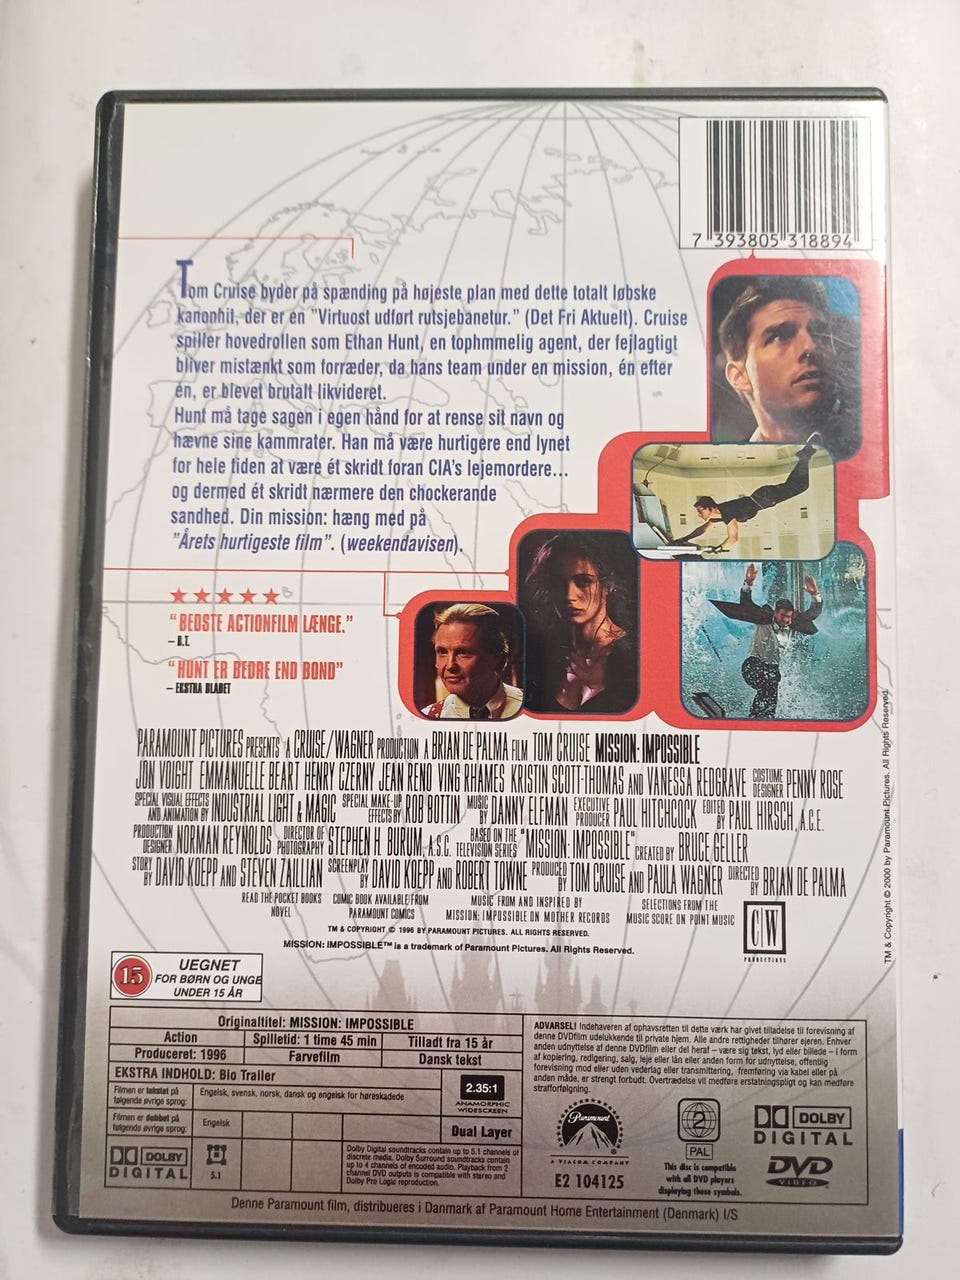 7 393805 318894
Tom Cruise byder på spænding på højeste plan med dette totalt løbske
kanonhit, der er en "Virtuost udført rutsjebanetur." (Det Fri Aktuelt). Cruise
spiller hovedrollen som Ethan Hunt, en tophmmelig agent, der fejlagtigt
bliver mistænkt som forræder, da hans team under en mission, én efter
én, er blevet brutalt likvideret.
Hunt må tage sagen i egen hånd for at rense sit navn og
hævne sine kammrater. Han må være hurtigere end lynet
for hele tiden at være ét skridt foran CIA's lejemordere...
og dermed ét skridt nærmere den chockerande
sandhed. Din mission: hæng med på
"Årets hurtigeste film". (weekendavisen).
"BEDSTE ACTIONFILM LÆNGE."
– B.T.
"HUNT ER BEDRE END BOND"
– EKSTRA BLADET
PARAMOUNT PICTURES PRESENTS A CRUISE/WAGNER PRODUCTION A BRIAN DE PALMA FILM TOM CRUISE MISSION: IMPOSSIBLE
JON VOIGHT EMMANUELLE BEART HENRY CZERNY JEAN RENO VING RHAMES KRISTIN SCOTT-THOMAS AND VANESSA REDGRAVE COSTUME DESIGNER PENNY ROSE
SPECIAL VISUAL EFFECTS AND ANIMATION BY INDUSTRIAL LIGHT & MAGIC SPECIAL MAKE-UP EFFECTS BY ROB BOTTIN MUSIC BY DANNY ELFMAN EXECUTIVE PRODUCER PAUL HITCHCOCK EDITED BY PAUL HIRSCH, A.C.E.
PRODUCTION DESIGNER NORMAN REYNOLDS DIRECTOR OF PHOTOGRAPHY STEPHEN H. BURUM, A.S.C. BASED ON THE TELEVISION SERIES "MISSION: IMPOSSIBLE" CREATED BY BRUCE GELLER
STORY BY DAVID KOEPP AND STEVEN ZAILLIAN SCREENPLAY BY DAVID KOEPP AND ROBERT TOWNE PRODUCED BY TOM CRUISE AND PAULA WAGNER DIRECTED BY BRIAN DE PALMA
READ THE POCKET BOOKS NOVEL
COMIC BOOK AVAILABLE FROM PARAMOUNT COMICS
MUSIC FROM AND INSPIRED BY MISSION: IMPOSSIBLE ON MOTHER RECORDS
SELECTIONS FROM THE MUSIC SCORE ON POINT MUSIC
C/W
PRODUCTIONS
TM & COPYRIGHT © 1996 BY PARAMOUNT PICTURES. ALL RIGHTS RESERVED.
MISSION: IMPOSSIBLE™ is a trademark of Paramount Pictures. All Rights Reserved.
TM & Copyright © 2000 by Paramount Pictures. All Rights Reserved.
15
UEGNET
FOR BØRN OG UNGE
UNDER 15 ÅR
Originaltitel: MISSION: IMPOSSIBLE
Action
Spilletid: 1 time 45 min
Tilladt fra 15 år
Produceret: 1996
Farvefilm
Dansk tekst
EKSTRA INDHOLD: Bio Trailer
Filmen er tekstet på
følgende øvrige sprog:
Engelsk, svensk, norsk, dansk og engelsk for høreskadede
Filmen er dubbet på
følgende øvrige sprog:
Engelsk
2.35:1
ANAMORPHIC
WIDESCREEN
Dual Layer
DOLBY
DIGITAL
5.1
Dolby Digital soundtracks contain up to 5.1 channels of
discrete media. Dolby Surround soundtracks contain
up to 4 channels of encoded audio. Playback from 2
channel DVD outputs is compatible with stereo and
Dolby Pro Logic reproduction.
ADVARSEL! Indehaveren af ophavsretten til dette værk har givet tilladelse til forevisning af
denne DVDfilm udelukkende til private hjem. Alle andre rettigheder tilhører ejeren. Enhver
anden udnyttelse af denne DVDfilm eller del heraf – være sig tekst, lyd eller billede – i form
af kopiering, redigering, salg, leje eller lån eller anden form for udnyttelse, offentlig
forevisning mod eller uden vederlag eller transmittering, fremføring via kabel eller på
anden måde, er strengt forbudt. Overtrædelse vil medføre erstatningspligt og kan medføre
strafforfølgning.
Paramount
A VIACOM COMPANY
E2 104125
2
PAL
This disc is compatible
with all DVD players
displaying these symbols.
DOLBY
DIGITAL
DVD
VIDEO
Denne Paramount film, distribueres i Danmark af Paramount Home Entertainment (Denmark) I/S